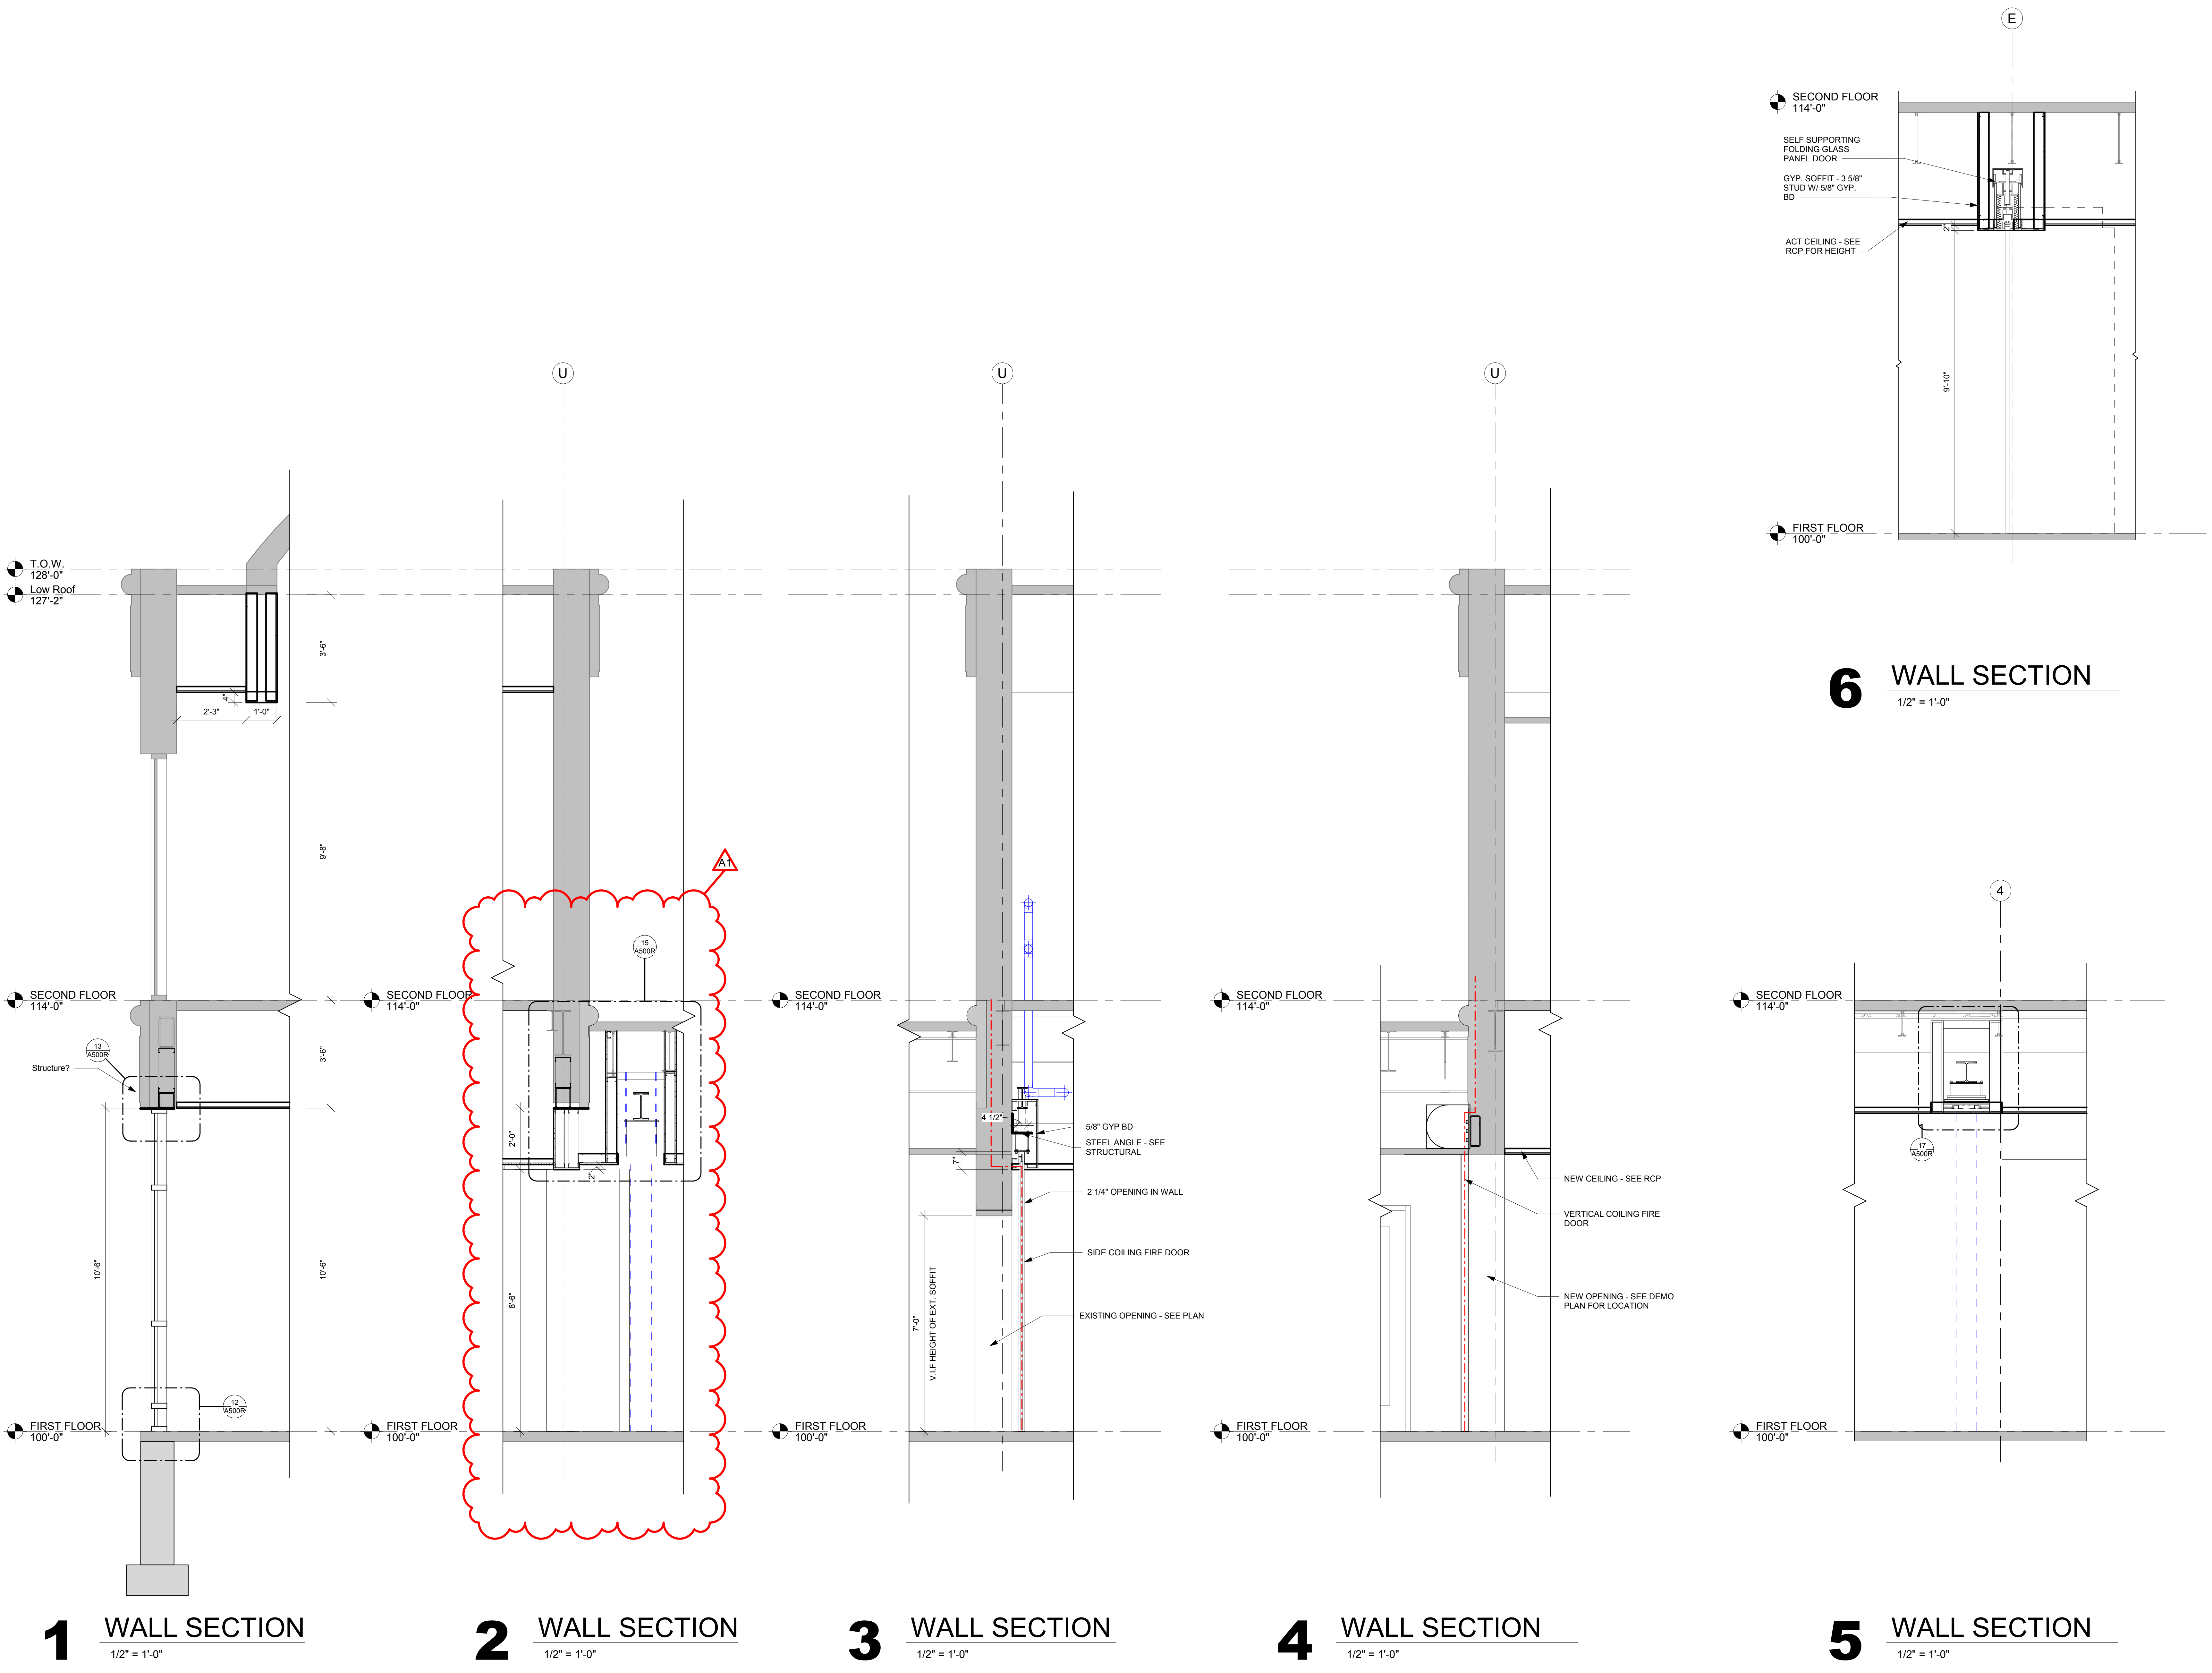 E
SECOND FLOOR
114'-0"
SELF SUPPORTING
FOLDING GLASS
PANEL DOOR
GYP. SOFFIT - 3 5/8"
STUD W/ 5/8" GYP.
BD
ACT CEILING - SEE
RCP FOR HEIGHT
2"
9'-10"
FIRST FLOOR
100'-0"
6 WALL SECTION
1/2" = 1'-0"
T.O.W.
128'-0"
Low Roof
127'-2"
3'-6"
4"
2'-3"
1'-0"
9'-8"
SECOND FLOOR
114'-0"
13
A500R
Structure?
3'-6"
10'-6"
10'-6"
12
A500R
FIRST FLOOR
100'-0"
1 WALL SECTION
1/2" = 1'-0"
U
A1
15
A500R
SECOND FLOOR
114'-0"
2'-0"
2"
8'-6"
FIRST FLOOR
100'-0"
2 WALL SECTION
1/2" = 1'-0"
U
SECOND FLOOR
114'-0"
4 1/2"
7"
5/8" GYP BD
STEEL ANGLE - SEE
STRUCTURAL
2 1/4" OPENING IN WALL
SIDE COILING FIRE DOOR
EXISTING OPENING - SEE PLAN
7'-0"
V.I.F HEIGHT OF EXT. SOFFIT
FIRST FLOOR
100'-0"
3 WALL SECTION
1/2" = 1'-0"
U
SECOND FLOOR
114'-0"
NEW CEILING - SEE RCP
VERTICAL COILING FIRE
DOOR
NEW OPENING - SEE DEMO
PLAN FOR LOCATION
FIRST FLOOR
100'-0"
4 WALL SECTION
1/2" = 1'-0"
4
SECOND FLOOR
114'-0"
17
A500R
FIRST FLOOR
100'-0"
5 WALL SECTION
1/2" = 1'-0"